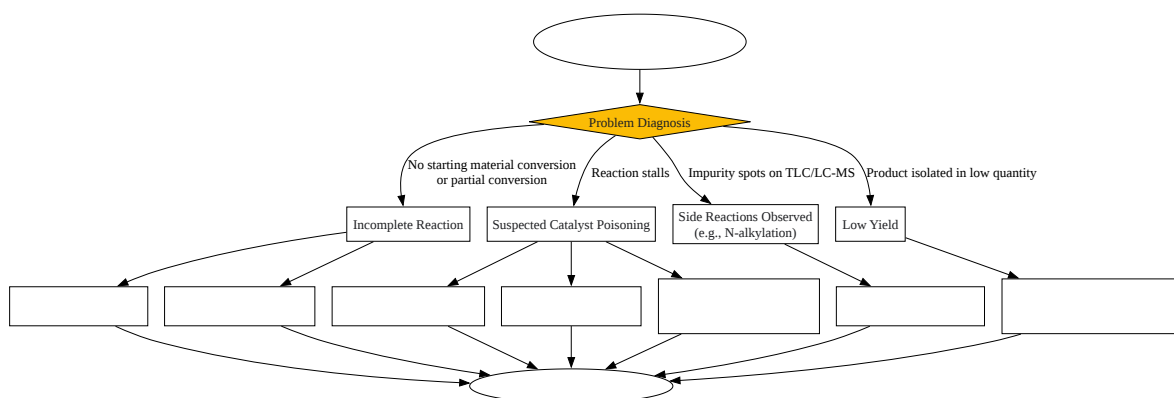 Problem Diagnosis
No starting material conversion
or partial conversion
Reaction stalls
Impurity spots on TLC/LC-MS
Product isolated in low quantity
Incomplete Reaction
Suspected Catalyst Poisoning
Side Reactions Observed
(e.g., N-alkylation)
Low Yield